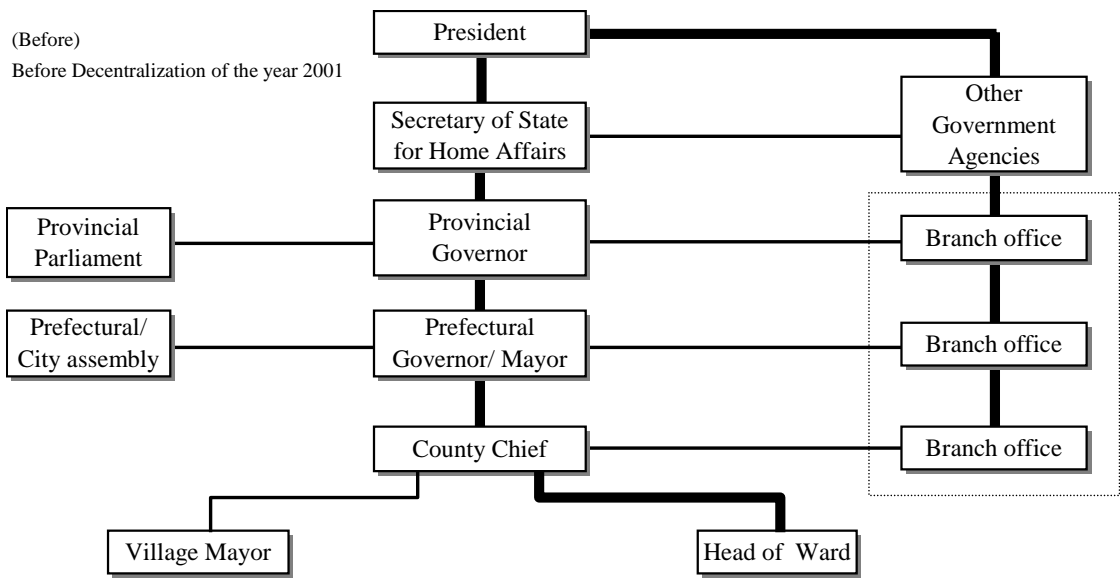 (Before)
Before Decentralization of the year 2001
President
Other
Government
Agencies
Secretary of State
for Home Affairs
Provincial
Parliament
Provincial
Governor
Branch office
Prefectural/
City assembly
Prefectural
Governor/ Mayor
Branch office
County Chief
Branch office
Village Mayor
Head of Ward